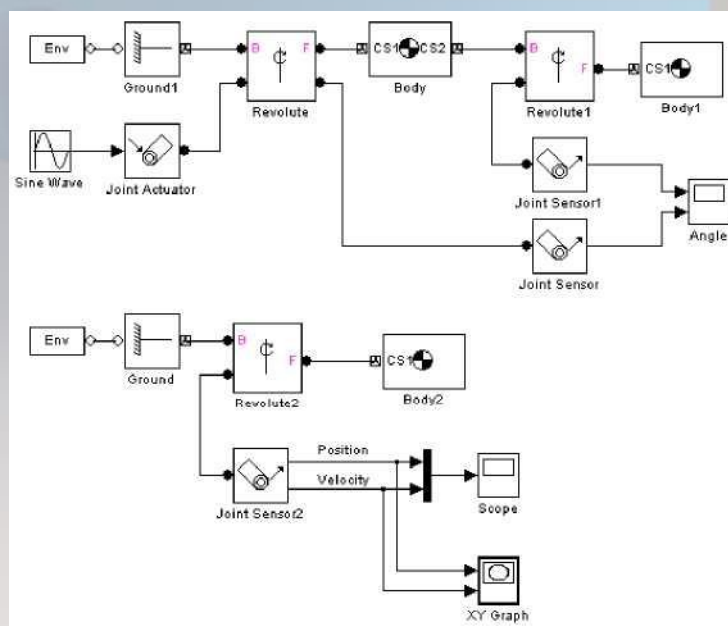 Env
B
F
CS1
CS2
B
F
CS1
Ground1
Revolute
Body
Revolute1
Body1
Sine Wave
Joint Actuator
Joint Sensor1
Angle
Joint Sensor
Env
B
F
CS1
Ground
Revolute2
Body2
Position
Velocity
Joint Sensor2
Scope
XY Graph